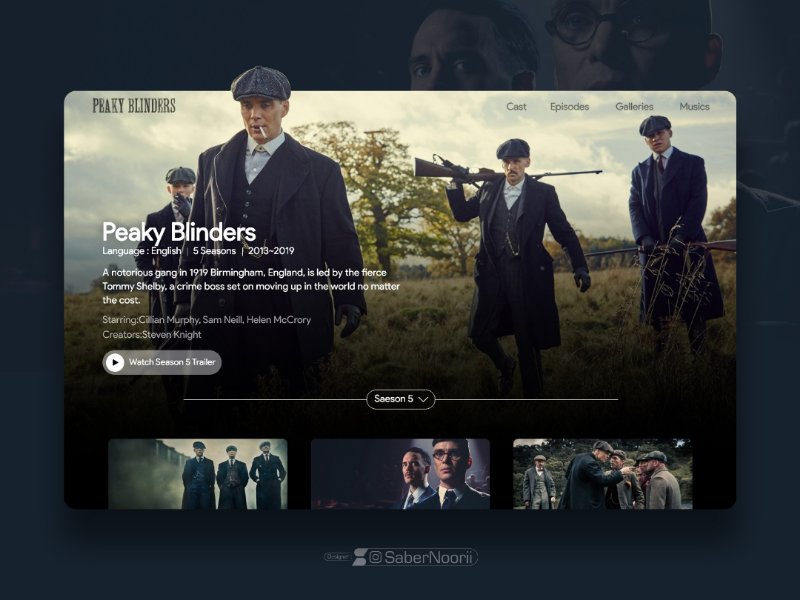 PEAKY BLINDERS
Cast Episodes Galleries Musics
Peaky Blinders
Language : English | 5 Seasons | 2013-2019
A notorious gang in 1919 Birmingham, England, is led by the fierce
Tommy Shelby, a crime boss set on moving up in the world no matter
the cost.
Starring:Cillian Murphy, Sam Neill, Helen McCrory
Creators:Steven Knight
Watch Season 5 Trailer
Saeson 5
Designer SaberNoorii